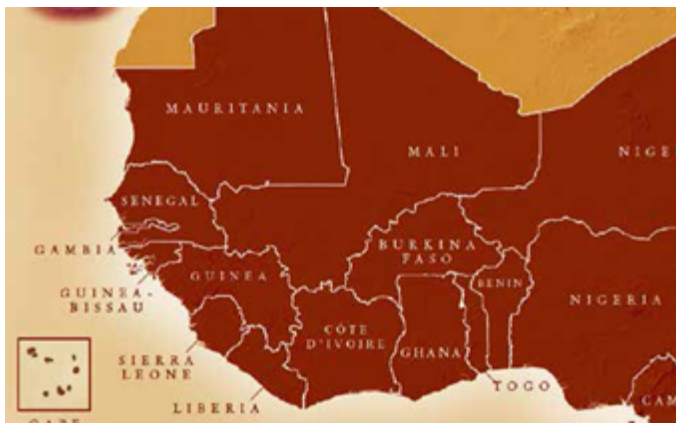 MAURITANIA
MALI
NIGE
SENEGAL
GAMBIA
BURKINA
FASO
GUINEA
BENIN
GUINEA-
BISSAU
NIGERIA
CÔTE
D'IVOIRE
GHANA
SIERRA
LEONE
TOGO
LIBERIA
CAM